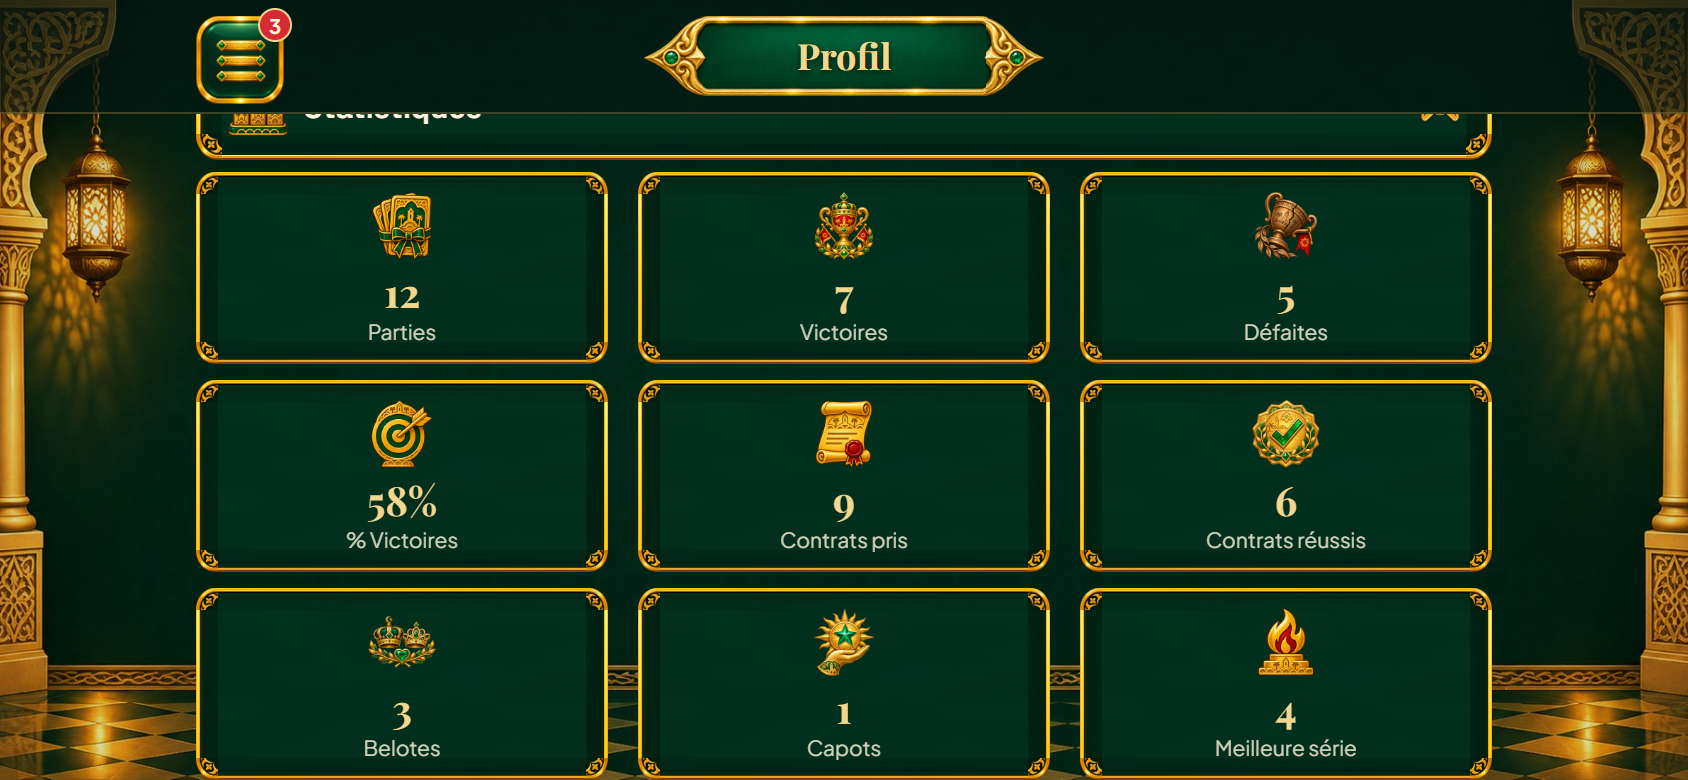 3
Profil
Statistiques
12
Parties
7
Victoires
5
Défaites
58%
% Victoires
9
Contrats pris
6
Contrats réussis
3
Belotes
1
Capots
4
Meilleure série